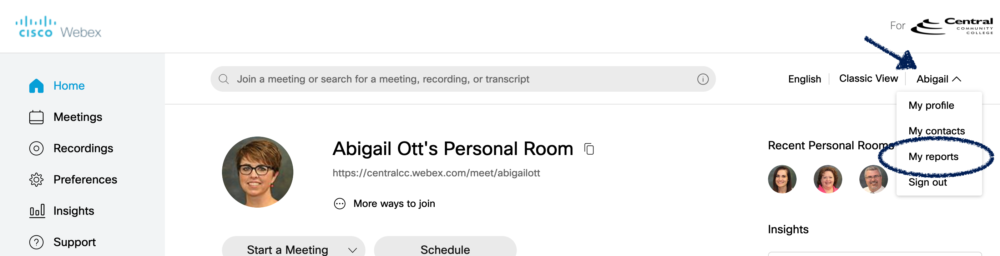 CISCO Webex
For Central
COMMUNITY
COLLEGE
Home
Meetings
Recordings
Preferences
Insights
Support
Join a meeting or search for a meeting, recording, or transcript
English
Classic View
Abigail
My profile
My contacts
My reports
Sign out
Abigail Ott's Personal Room
https://centralcc.webex.com/meet/abigailott
More ways to join
Start a Meeting
Schedule
Recent Personal Rooms
Insights